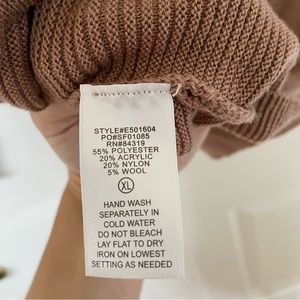 STYLE#E501604
PO#SF01085
RN#84319
55% POLYESTER
20% ACRYLIC
20% NYLON
5% WOOL
XL
HAND WASH
SEPARATELY IN
COLD WATER
DO NOT BLEACH
LAY FLAT TO DRY
IRON ON LOWEST
SETTING AS NEEDED